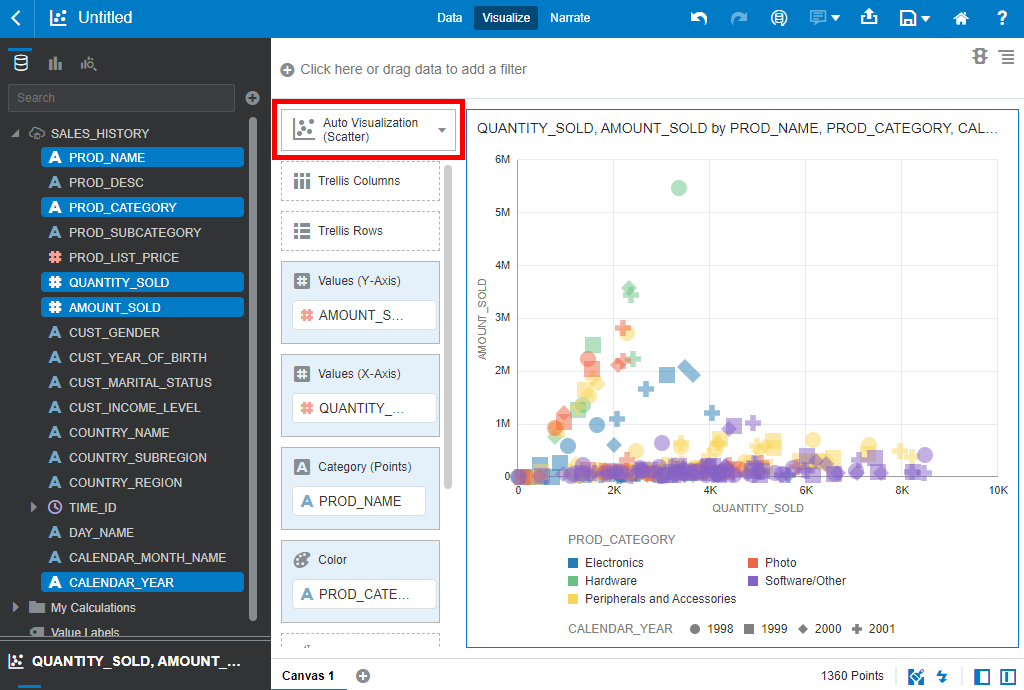 Untitled
Data
Visualize
Narrate
?
Search
SALES_HISTORY
A PROD_NAME
A PROD_DESC
A PROD_CATEGORY
A PROD_SUBCATEGORY
# PROD_LIST_PRICE
# QUANTITY_SOLD
# AMOUNT_SOLD
A CUST_GENDER
A CUST_YEAR_OF_BIRTH
A CUST_MARITAL_STATUS
A CUST_INCOME_LEVEL
A COUNTRY_NAME
A COUNTRY_SUBREGION
A COUNTRY_REGION
TIME_ID
A DAY_NAME
A CALENDAR_MONTH_NAME
A CALENDAR_YEAR
My Calculations
Value Labels
QUANTITY_SOLD, AMOUNT_...
Click here or drag data to add a filter
Auto Visualization
(Scatter)
Trellis Columns
Trellis Rows
# Values (Y-Axis)
# AMOUNT_S...
# Values (X-Axis)
# QUANTITY_...
A Category (Points)
A PROD_NAME
Color
A PROD_CATE...
QUANTITY_SOLD, AMOUNT_SOLD by PROD_NAME, PROD_CATEGORY, CAL...
AMOUNT_SOLD
6M
5M
4M
3M
2M
1M
0
0
2K
4K
6K
8K
10K
QUANTITY_SOLD
PROD_CATEGORY
Electronics
Photo
Hardware
Software/Other
Peripherals and Accessories
CALENDAR_YEAR 1998 1999 2000 2001
Canvas 1
1360 Points